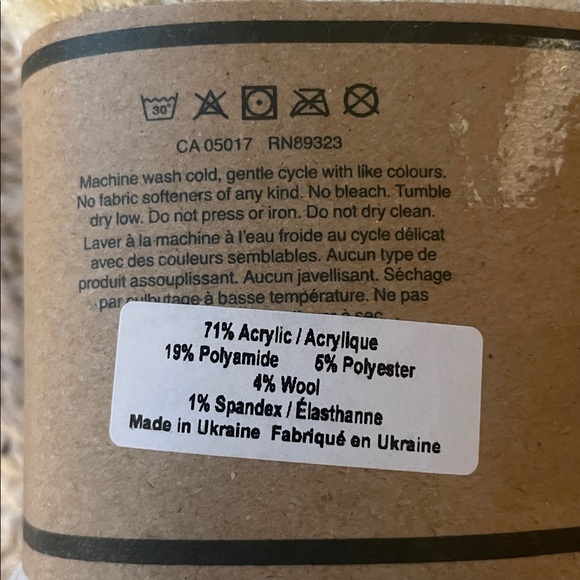 30°
CA 05017 RN89323
Machine wash cold, gentle cycle with like colours.
No fabric softeners of any kind. No bleach. Tumble
dry low. Do not press or iron. Do not dry clean.
Laver à la machine à l'eau froide au cycle délicat
avec des couleurs semblables. Aucun type de
produit assouplissant. Aucun javellisant. Séchage
par culbutage à basse température. Ne pas
à sec.
71% Acrylic / Acrylique
19% Polyamide 5% Polyester
4% Wool
1% Spandex / Élasthanne
Made in Ukraine Fabriqué en Ukraine